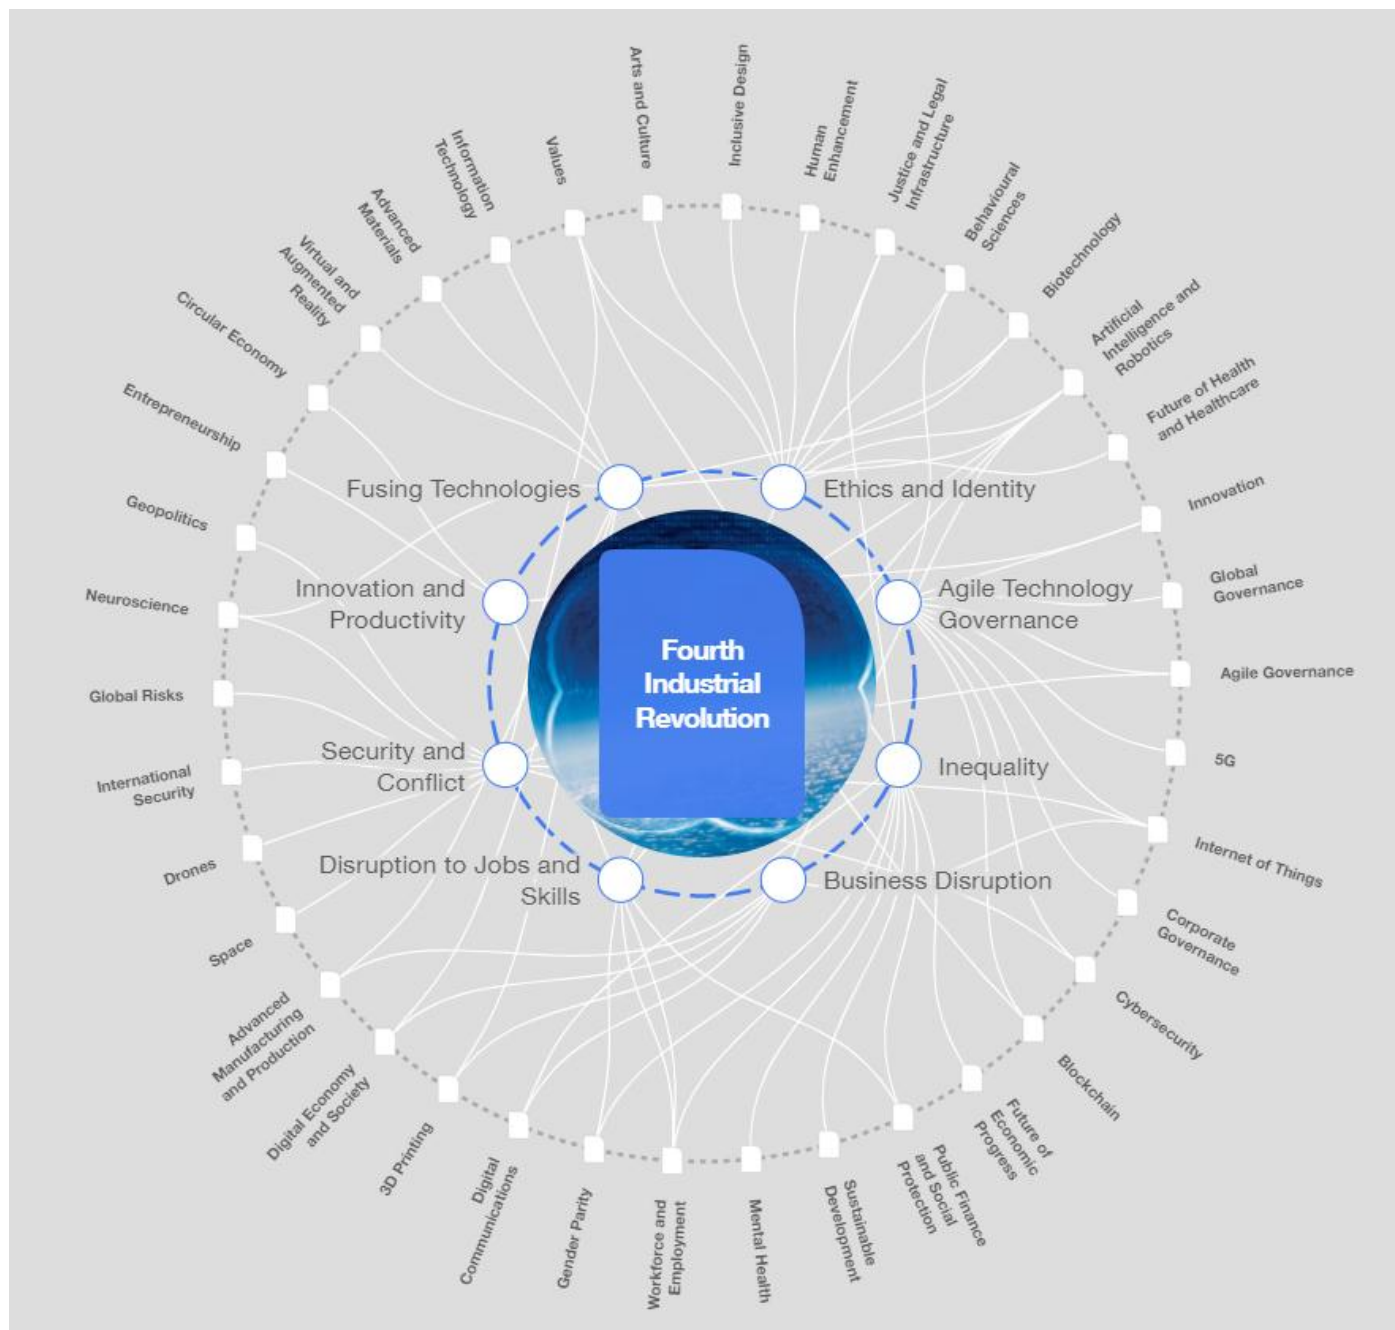 Arts and Culture
Inclusive Design
Human
Enhancement
Justice and Legal
Infrastructure
Behavioural
Sciences
Biotechnology
Artificial
Intelligence and
Robotics
Future of Health
and Healthcare
Innovation
Global
Governance
Agile Governance
5G
Internet of Things
Corporate
Governance
Cybersecurity
Blockchain
Future of
Economic
Progress
Public Finance
and Social
Protection
Sustainable
Development
Mental Health
Workforce and
Employment
Gender Parity
Digital
Communications
3D Printing
Digital Economy
and Society
Advanced
Manufacturing
and Production
Space
Drones
International
Security
Global Risks
Neuroscience
Geopolitics
Entrepreneurship
Circular Economy
Virtual and
Augmented
Reality
Advanced
Materials
Information
Technology
Values
Fusing Technologies
Ethics and Identity
Innovation and
Productivity
Agile Technology
Governance
Security and
Conflict
Inequality
Disruption to Jobs and
Skills
Business Disruption
Fourth
Industrial
Revolution